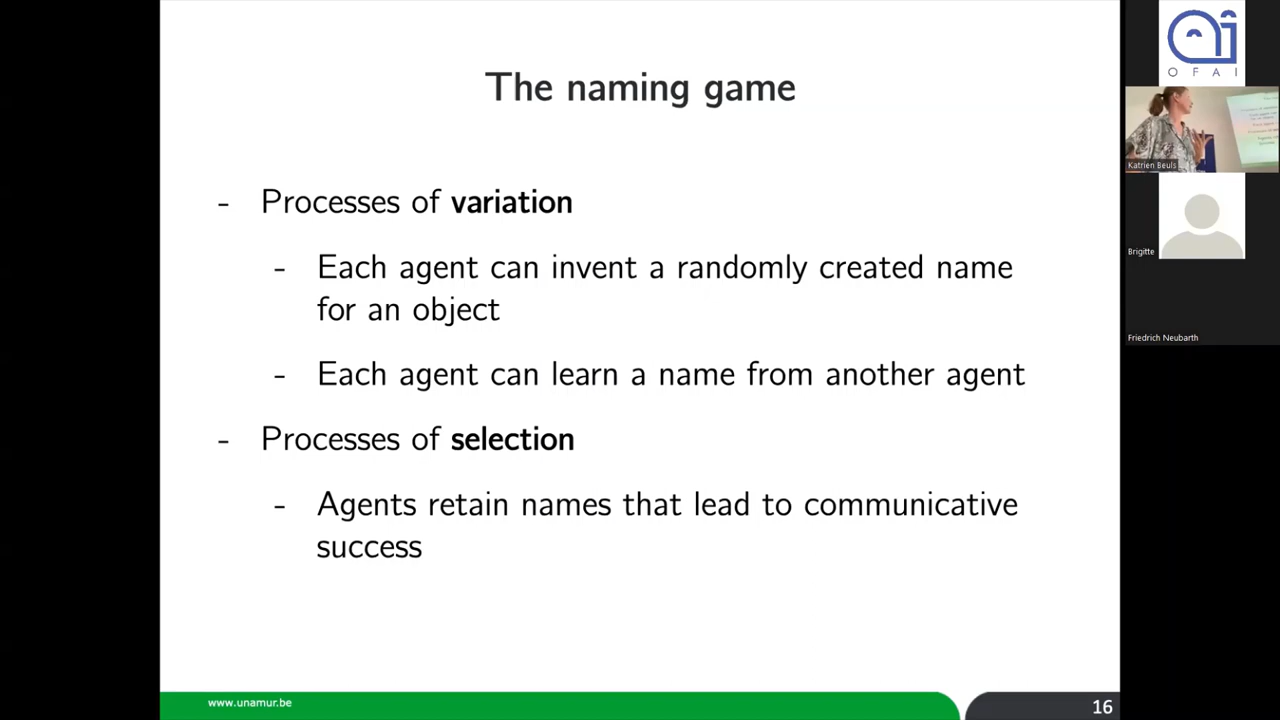 The naming game
- Processes of variation
- Each agent can invent a randomly created name
for an object
- Each agent can learn a name from another agent
- Processes of selection
- Agents retain names that lead to communicative
success
www.unamur.be
16
OFAI
Katrien Beuls
Brigitte
Friedrich Neubarth